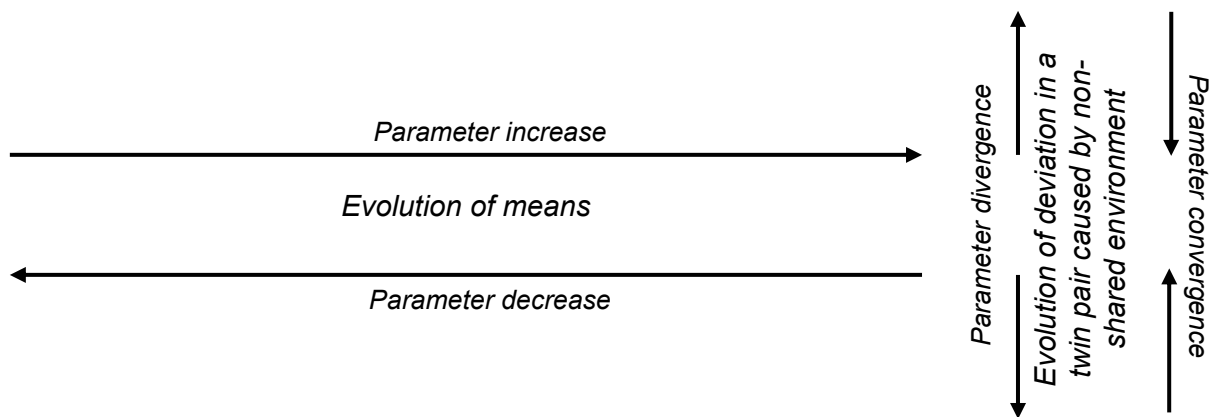 Parameter increase
Evolution of means
Parameter decrease
Parameter divergence
Evolution of deviation in a
twin pair caused by non-
shared environment
Parameter convergence